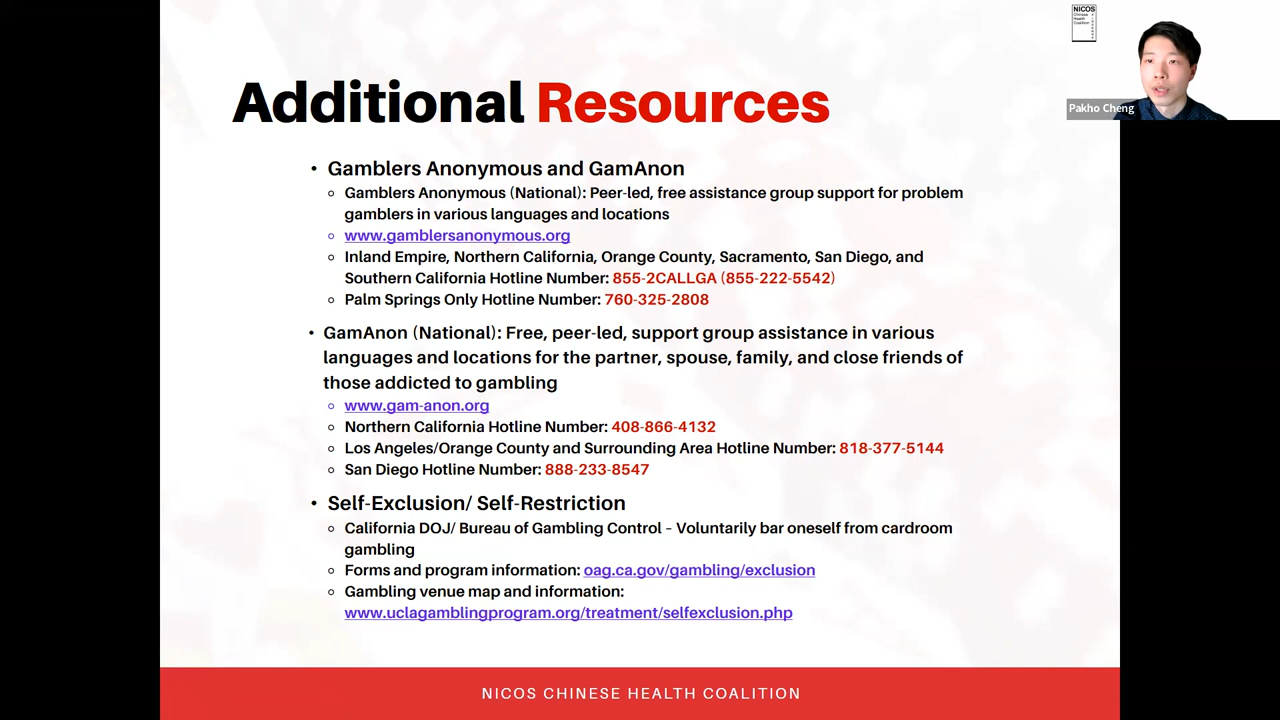 NICOS
Chinese
Health
Coalition
Pakho Cheng
Additional Resources
• Gamblers Anonymous and GamAnon
◦ Gamblers Anonymous (National): Peer-led, free assistance group support for problem
gamblers in various languages and locations
◦ www.gamblersanonymous.org
◦ Inland Empire, Northern California, Orange County, Sacramento, San Diego, and
Southern California Hotline Number: 855-2CALLGA (855-222-5542)
◦ Palm Springs Only Hotline Number: 760-325-2808
• GamAnon (National): Free, peer-led, support group assistance in various
languages and locations for the partner, spouse, family, and close friends of
those addicted to gambling
◦ www.gam-anon.org
◦ Northern California Hotline Number: 408-866-4132
◦ Los Angeles/Orange County and Surrounding Area Hotline Number: 818-377-5144
◦ San Diego Hotline Number: 888-233-8547
• Self-Exclusion/ Self-Restriction
◦ California DOJ/ Bureau of Gambling Control – Voluntarily bar oneself from cardroom
gambling
◦ Forms and program information: oag.ca.gov/gambling/exclusion
◦ Gambling venue map and information:
www.uclagamblingprogram.org/treatment/selfexclusion.php
NICOS CHINESE HEALTH COALITION